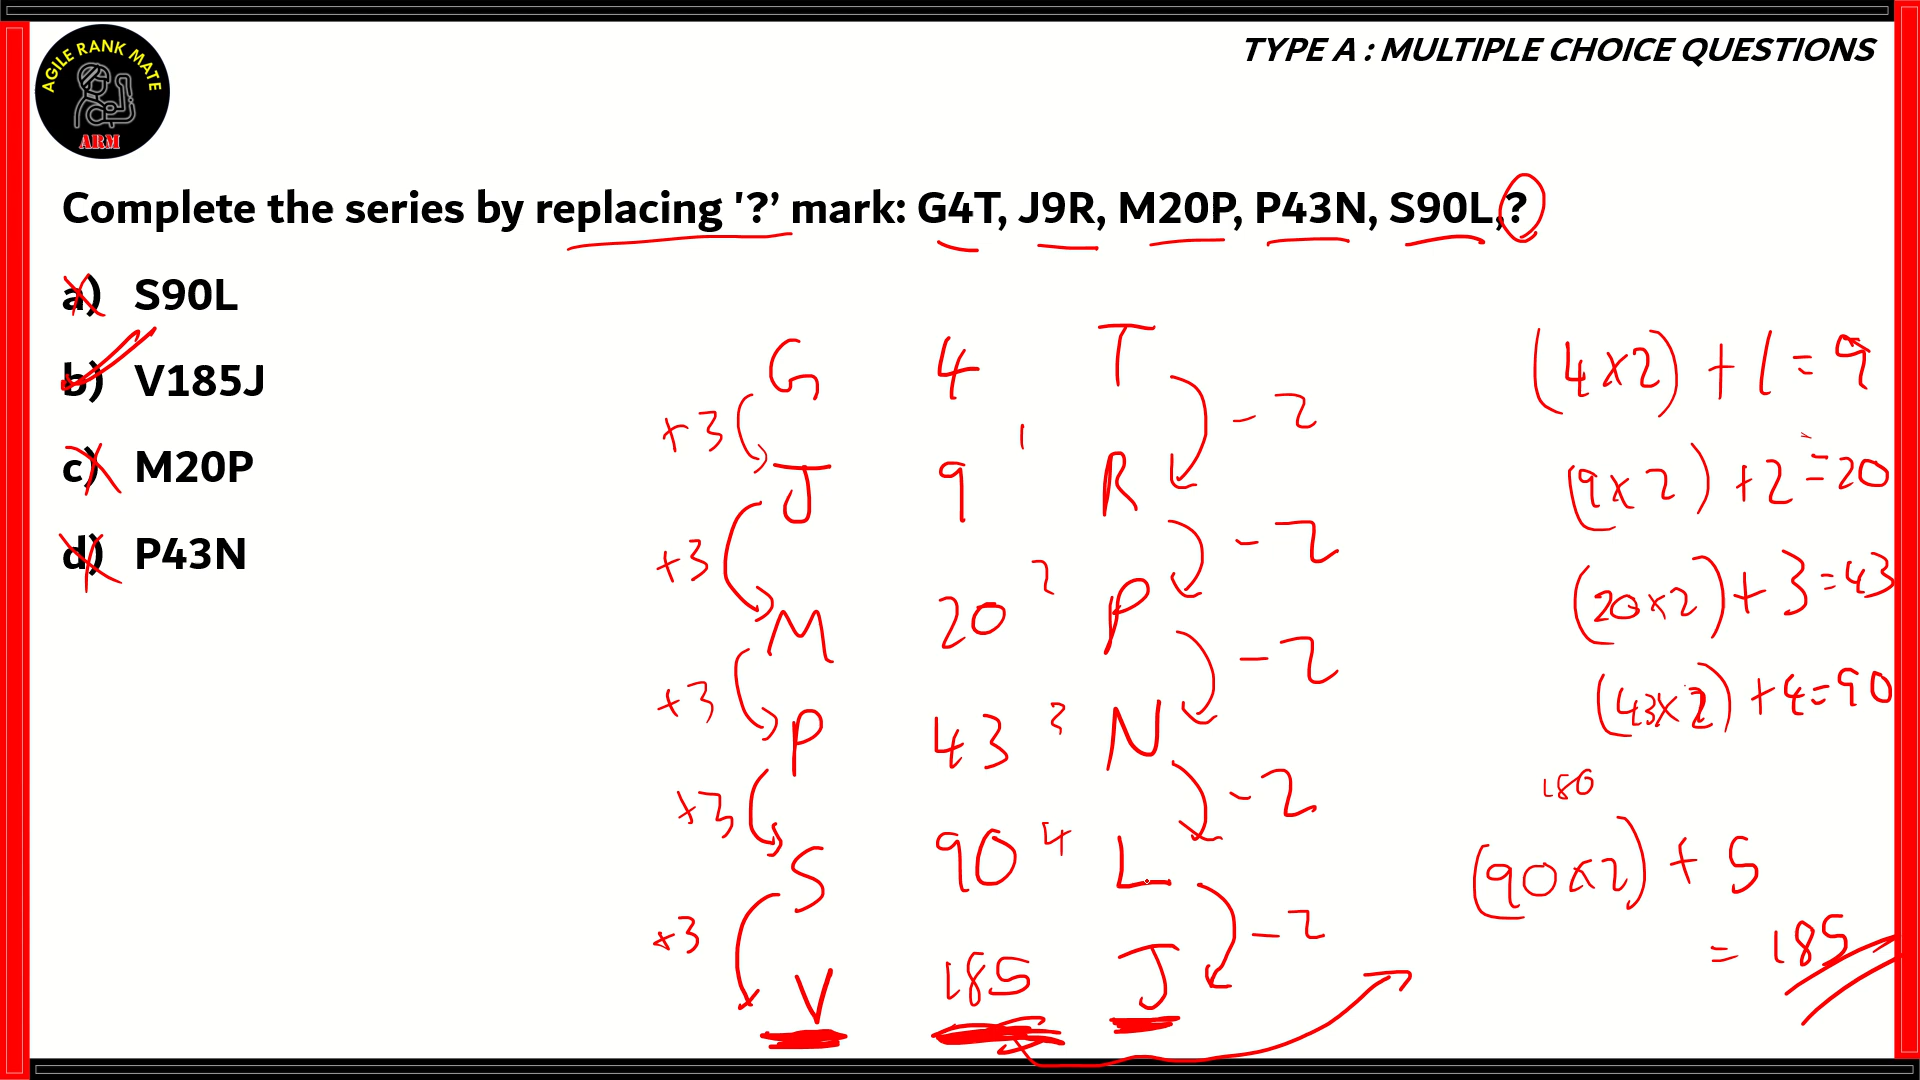 AGILE RANK MATE
ARM
TYPE A : MULTIPLE CHOICE QUESTIONS
Complete the series by replacing '?’ mark: G4T, J9R, M20P, P43N, S90L,?
a) S90L
b) V185J
c) M20P
d) P43N
G 4 T
+3 1 -2
J 9 R
+3 2 -2
M 20 P
+3 3 -2
P 43 N
+3 4 -2
S 90 L
+3 -2
V 185 J
(4x2) + 1 = 9
(9x2) +2 = 20
(20x2) + 3 = 43
(43x2) +4 = 90
180
(90x2) + 5
= 185